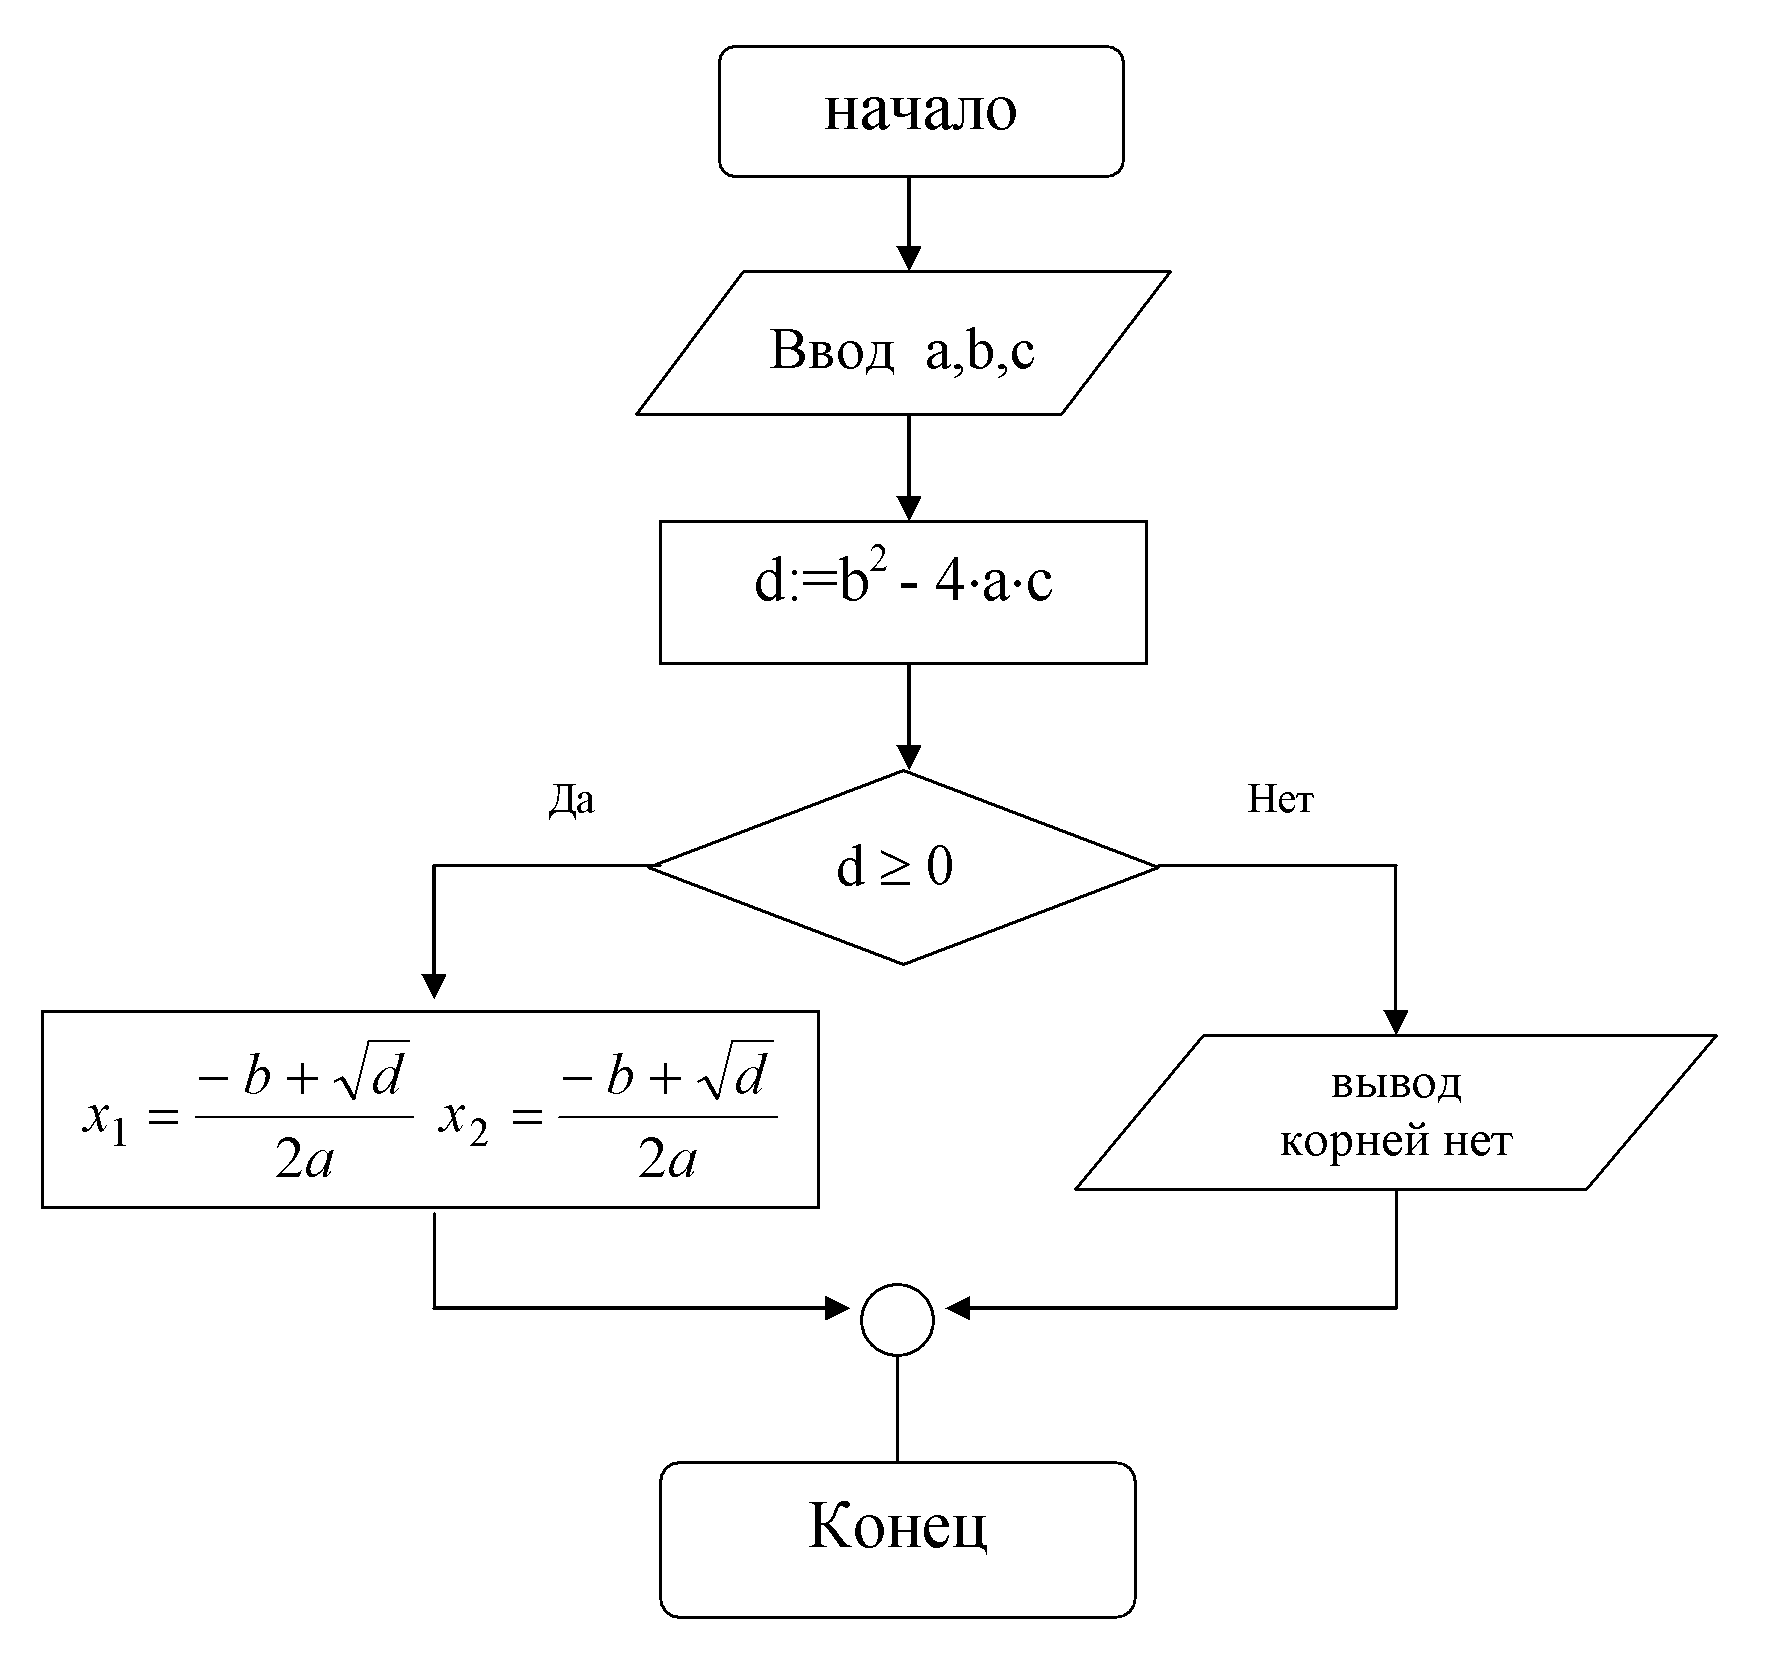 начало
Ввод a,b,c
d:=b² - 4·a·c
Да
Нет
d ≥ 0
x₁ = (-b + √d)/2a x₂ = (-b + √d)/2a
вывод
корней нет
Конец